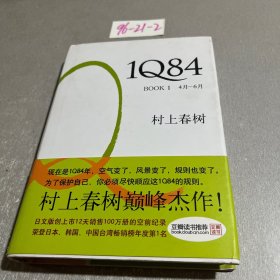 96-21-2
1Q84
BOOK 1 4月—6月
村上春树
现在是1Q84年，空气变了，风景变了，规则也变了。
为了保护自己，你必须尽快顺应这1Q84的规则。
村上春树巅峰杰作！
日文版创上市12天销售100万册的空前纪录
荣登日本、韩国、中国台湾畅销榜年度第1名
豆瓣读书推荐
book.douban.com